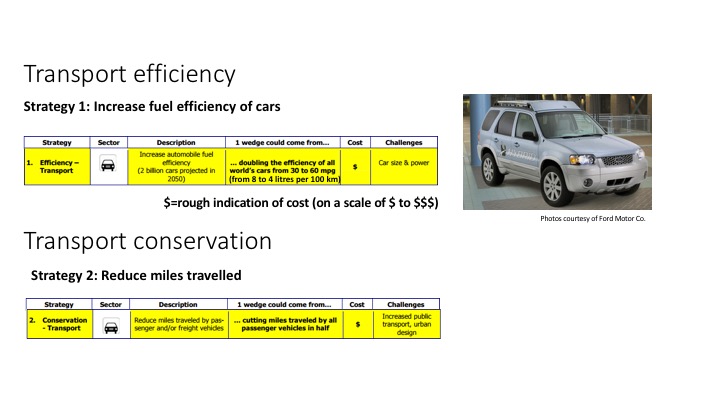 Transport efficiency
Strategy 1: Increase fuel efficiency of cars
Strategy Sector Description 1 wedge could come from... Cost Challenges
1. Efficiency – Transport
Increase automobile fuel
efficiency
(2 billion cars projected in
2050)
... doubling the efficiency of all
world's cars from 30 to 60 mpg
(from 8 to 4 litres per 100 km)
$
Car size & power
$=rough indication of cost (on a scale of $ to $$$)
Photos courtesy of Ford Motor Co.
Transport conservation
Strategy 2: Reduce miles travelled
Strategy Sector Description 1 wedge could come from... Cost Challenges
2. Conservation
- Transport
Reduce miles traveled by pas-
senger and/or freight vehicles
... cutting miles traveled by all
passenger vehicles in half
$
Increased public
transport, urban
design